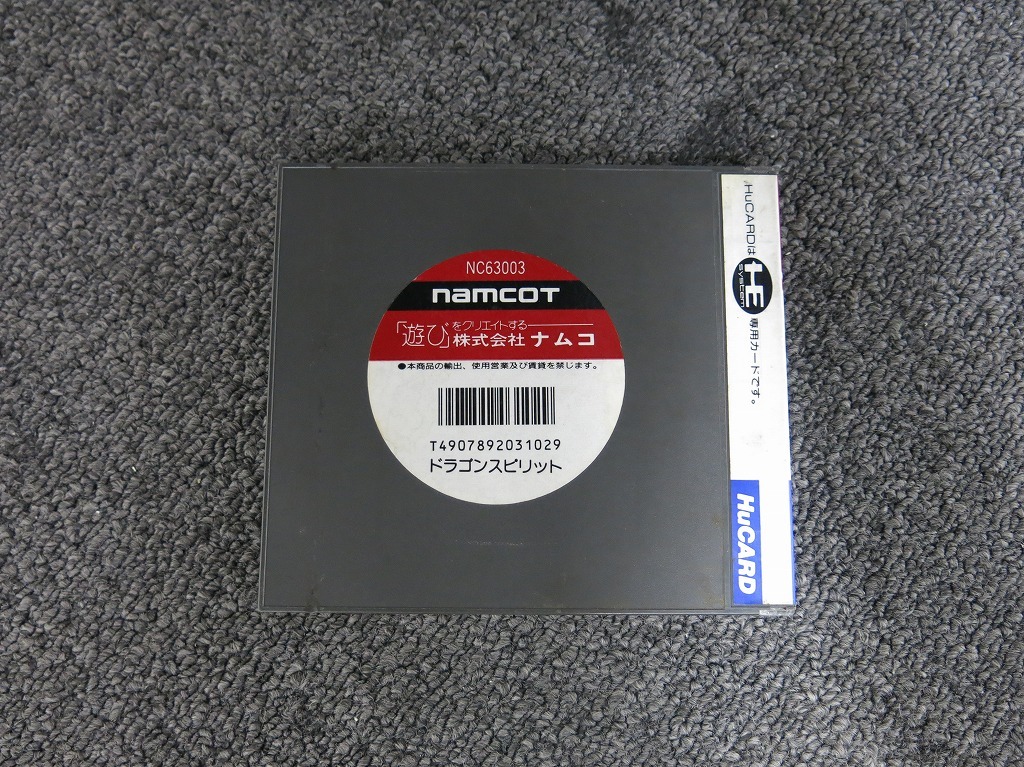 NC63003
namcot
「遊び」をクリエイトする
株式会社ナムコ
●本商品の輸出、使用営業及び賃貸を禁じます。
T4907892031029
ドラゴンスピリット
HuCARDは HE SYSTEM 専用カードです。
HuCARD